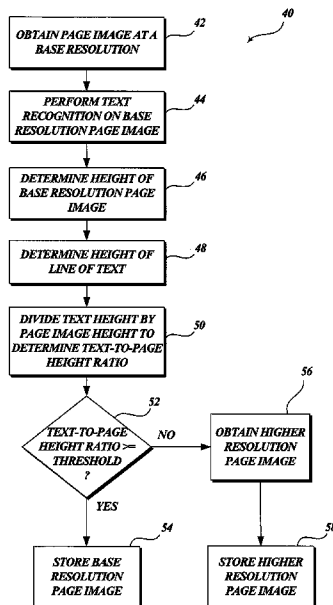 40
42
OBTAIN PAGE IMAGE AT A
BASE RESOLUTION
44
PERFORM TEXT
RECOGNITION ON BASE
RESOLUTION PAGE IMAGE
46
DETERMINE HEIGHT OF
BASE RESOLUTION PAGE
IMAGE
48
DETERMINE HEIGHT OF
LINE OF TEXT
50
DIVIDE TEXT HEIGHT BY
PAGE IMAGE HEIGHT TO
DETERMINE TEXT-TO-PAGE
HEIGHT RATIO
52
TEXT-TO-PAGE
HEIGHT RATIO >=
THRESHOLD
?
NO
56
OBTAIN HIGHER
RESOLUTION
PAGE IMAGE
YES
54
STORE BASE
RESOLUTION
PAGE IMAGE
58
STORE HIGHER
RESOLUTION
PAGE IMAGE